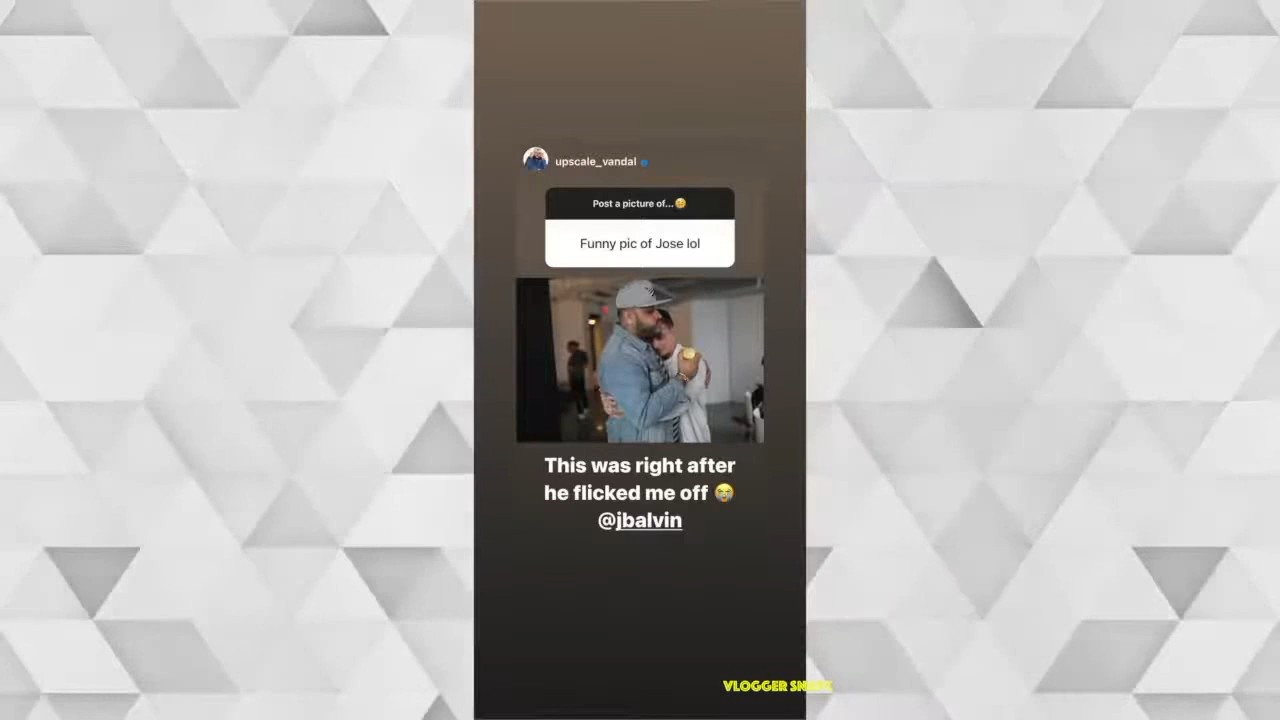 upscale_vandal
Post a picture of...😊
Funny pic of Jose lol
This was right after
he flicked me off 😭
@jbalvin
VLOGGER